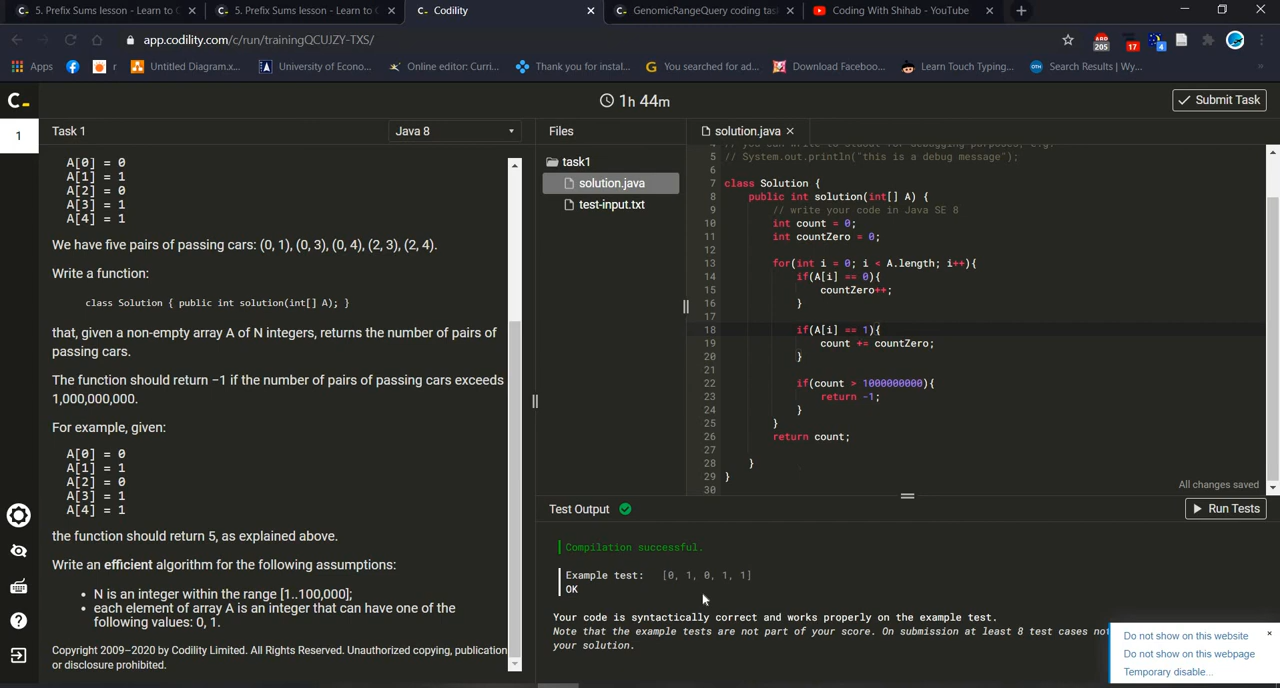 5. Prefix Sums lesson - Learn to C
5. Prefix Sums lesson - Learn to C
Codility
GenomicRangeQuery coding tas
Coding With Shihab - YouTube
app.codility.com/c/run/trainingQCUJZY-TXS/
205
17
4
Apps
r
Untitled Diagram.x...
University of Econo...
Online editor: Curri...
Thank you for instal...
You searched for ad...
Download Faceboo...
Learn Touch Typing...
Search Results | Wy...
C_
1h 44m
Submit Task
1
Task 1
Java 8
Files
solution.java
task1
solution.java
test-input.txt
A[0] = 0
A[1] = 1
A[2] = 0
A[3] = 1
A[4] = 1
We have five pairs of passing cars: (0, 1), (0, 3), (0, 4), (2, 3), (2, 4).
Write a function:
class Solution { public int solution(int[] A); }
that, given a non-empty array A of N integers, returns the number of pairs of
passing cars.
The function should return −1 if the number of pairs of passing cars exceeds
1,000,000,000.
For example, given:
A[0] = 0
A[1] = 1
A[2] = 0
A[3] = 1
A[4] = 1
the function should return 5, as explained above.
Write an efficient algorithm for the following assumptions:
• N is an integer within the range [1..100,000];
• each element of array A is an integer that can have one of the
following values: 0, 1.
Copyright 2009–2020 by Codility Limited. All Rights Reserved. Unauthorized copying, publication
or disclosure prohibited.
4 // you can write to stdout for debugging purposes, e.g.
5 // System.out.println("this is a debug message");
6
7 class Solution {
8 public int solution(int[] A) {
9 // write your code in Java SE 8
10 int count = 0;
11 int countZero = 0;
12
13 for(int i = 0; i < A.length; i++){
14 if(A[i] == 0){
15 countZero++;
16 }
17
18 if(A[i] == 1){
19 count += countZero;
20 }
21
22 if(count > 1000000000){
23 return -1;
24 }
25 }
26 return count;
27
28 }
29 }
30
All changes saved
Test Output
Run Tests
Compilation successful.
Example test: [0, 1, 0, 1, 1]
OK
Your code is syntactically correct and works properly on the example test.
Note that the example tests are not part of your score. On submission at least 8 test cases not
your solution.
Do not show on this website
Do not show on this webpage
Temporary disable...